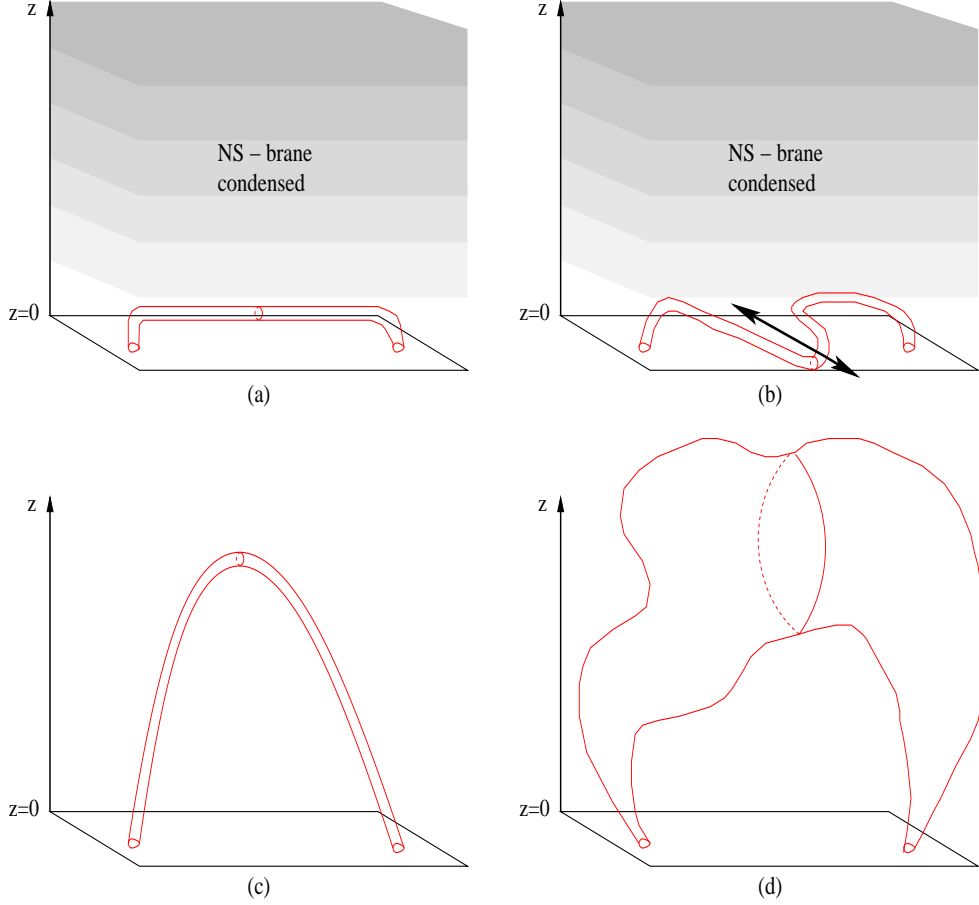 z
NS – brane
condensed
z=0
(a)
z
NS – brane
condensed
z=0
(b)
z
z=0
(c)
z
z=0
(d)